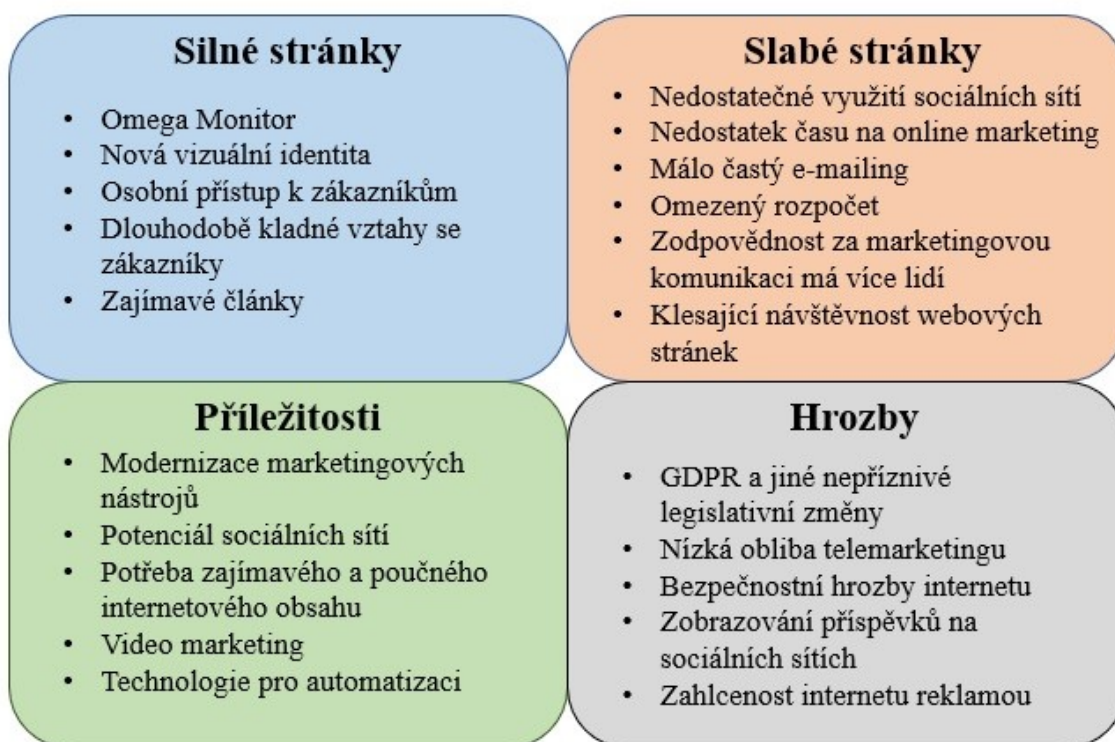 Silné stránky
• Omega Monitor
• Nová vizuální identita
• Osobní přístup k zákazníkům
• Dlouhodobě kladné vztahy se
zákazníky
• Zajímavé články
Slabé stránky
• Nedostatečné využití sociálních sítí
• Nedostatek času na online marketing
• Málo častý e-mailing
• Omezený rozpočet
• Zodpovědnost za marketingovou
komunikaci má více lidí
• Klesající návštěvnost webových
stránek
Příležitosti
• Modernizace marketingových
nástrojů
• Potenciál sociálních sítí
• Potřeba zajímavého a poučného
internetového obsahu
• Video marketing
• Technologie pro automatizaci
Hrozby
• GDPR a jiné nepříznivé
legislativní změny
• Nízká obliba telemarketingu
• Bezpečnostní hrozby internetu
• Zobrazování příspěvků na
sociálních sítích
• Zahlcenost internetu reklamou